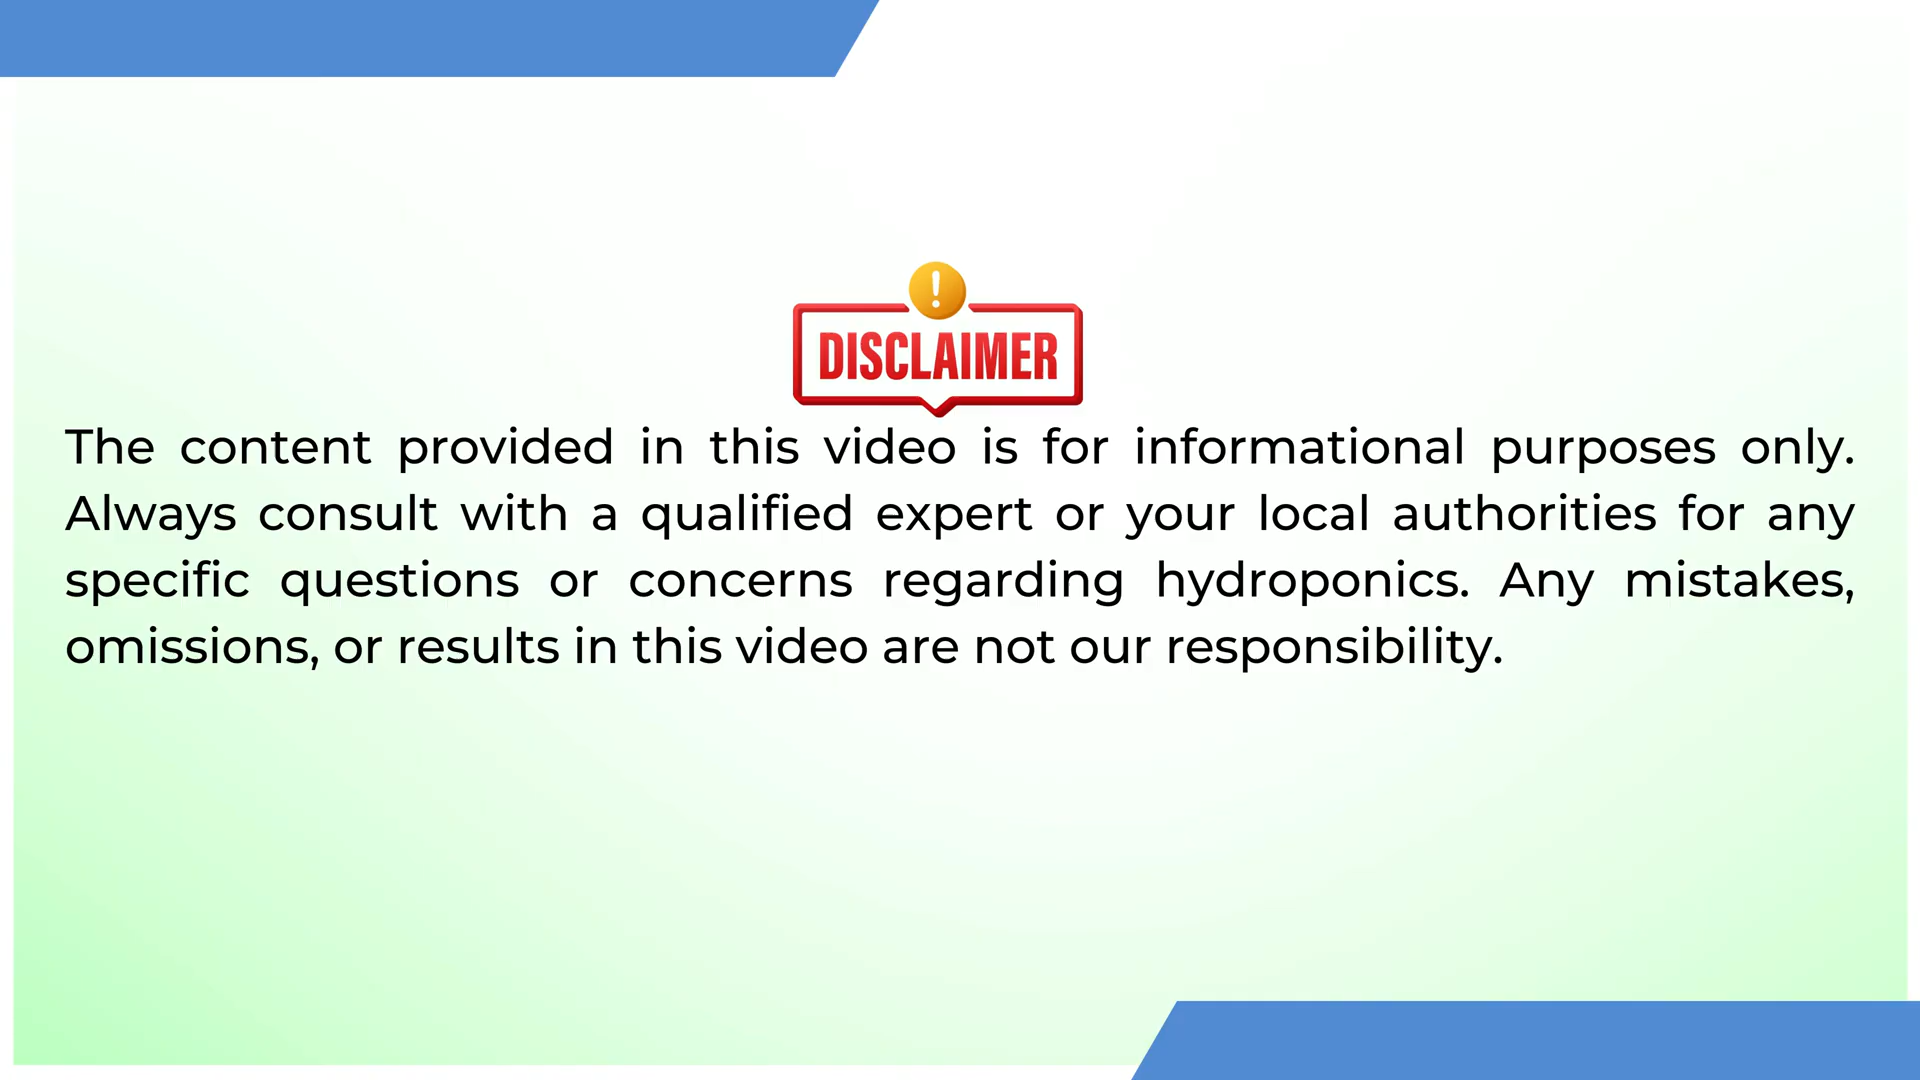 !
DISCLAIMER
The content provided in this video is for informational purposes only.
Always consult with a qualified expert or your local authorities for any
specific questions or concerns regarding hydroponics. Any mistakes,
omissions, or results in this video are not our responsibility.